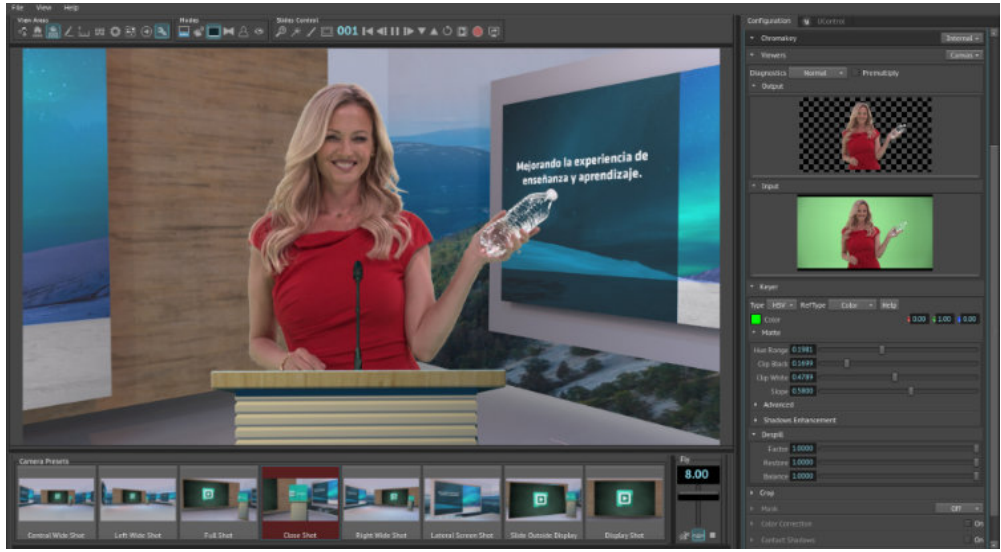 File View Help
View Areas
Modes
Slides Control
001
Mejorando la experiencia de
enseñanza y aprendizaje.
Camera Presets
Central Wide Shot
Left Wide Shot
Full Shot
Close Shot
Right Wide Shot
Lateral Screen Shot
Slide Outside Display
Display Shot
Fly
8.00
Configuration
UControl
Chromakey Internal
Viewers Canvas
Diagnostics Normal Premultiply
Output
Input
Keyer
Type HSV RefType Color Help
Color 0.00 1.00 0.00
Matte
Hue Range 0.1981
Clip Black 0.1699
Clip White 0.4789
Slope 0.5800
Advanced
Shadows Enhancement
Despill
Factor 1.0000
Restore 1.0000
Balance 1.0000
Crop
Mask Off
Color Correction On
Contact Shadows On